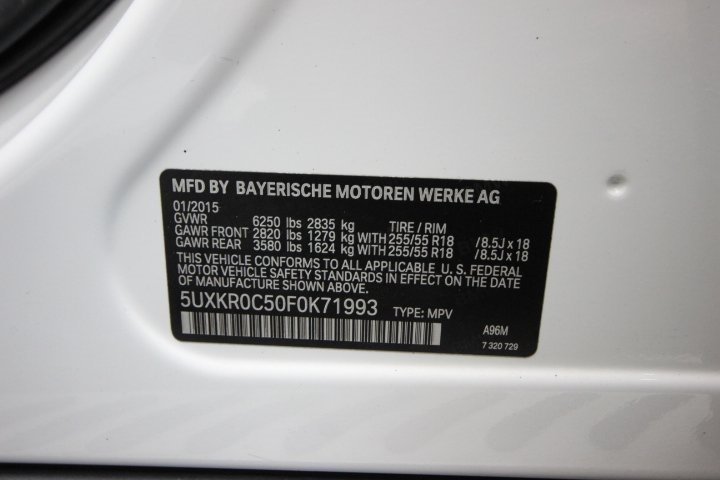 MFD BY BAYERISCHE MOTOREN WERKE AG
01/2015
GVWR 6250 lbs 2835 kg TIRE / RIM
GAWR FRONT 2820 lbs 1279 kg WITH 255/55 R18 /8.5J x 18
GAWR REAR 3580 lbs 1624 kg WITH 255/55 R18 /8.5J x 18
THIS VEHICLE CONFORMS TO ALL APPLICABLE U. S. FEDERAL
MOTOR VEHICLE SAFETY STANDARDS IN EFFECT ON THE DATE
OF MANUFACTURE SHOWN ABOVE.
5UXKR0C50F0K71993 TYPE: MPV
A96M
7 320 729